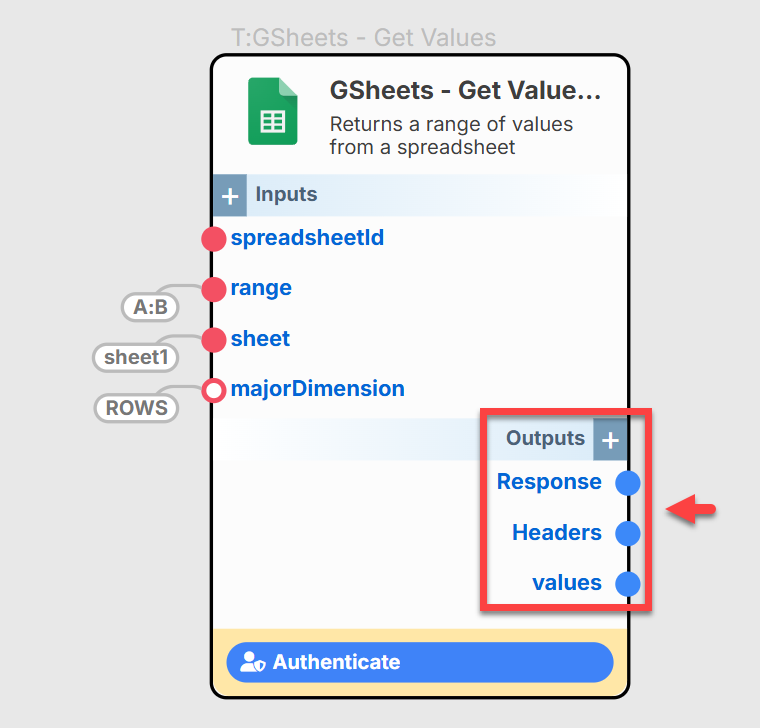 T:GSheets - Get Values
GSheets - Get Value...
Returns a range of values
from a spreadsheet
+ Inputs
spreadsheetId
range
A:B
sheet
sheet1
majorDimension
ROWS
Outputs +
Response
Headers
values
Authenticate